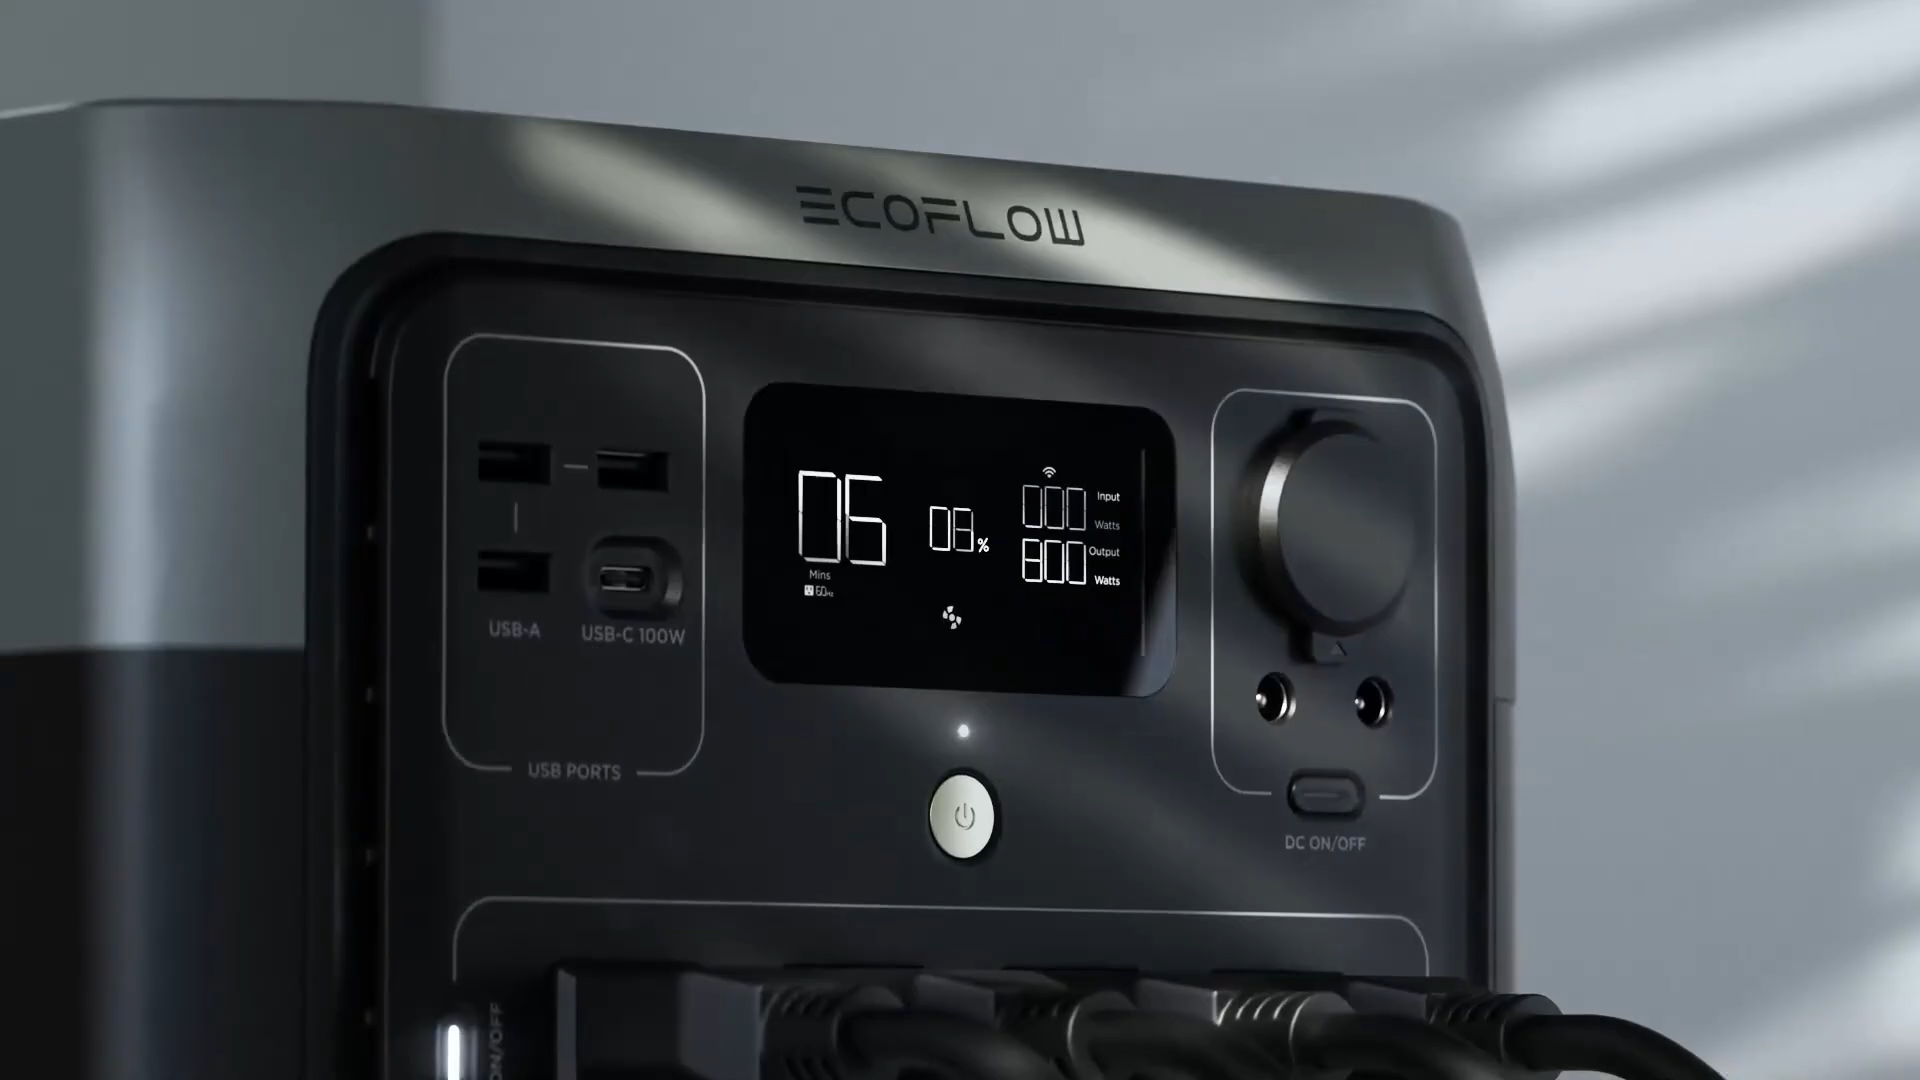 ECOFLOW
06
Mins
60Hz
08%
000 Input Watts
800 Output Watts
USB-A
USB-C 100W
USB PORTS
DC ON/OFF
ON/OFF